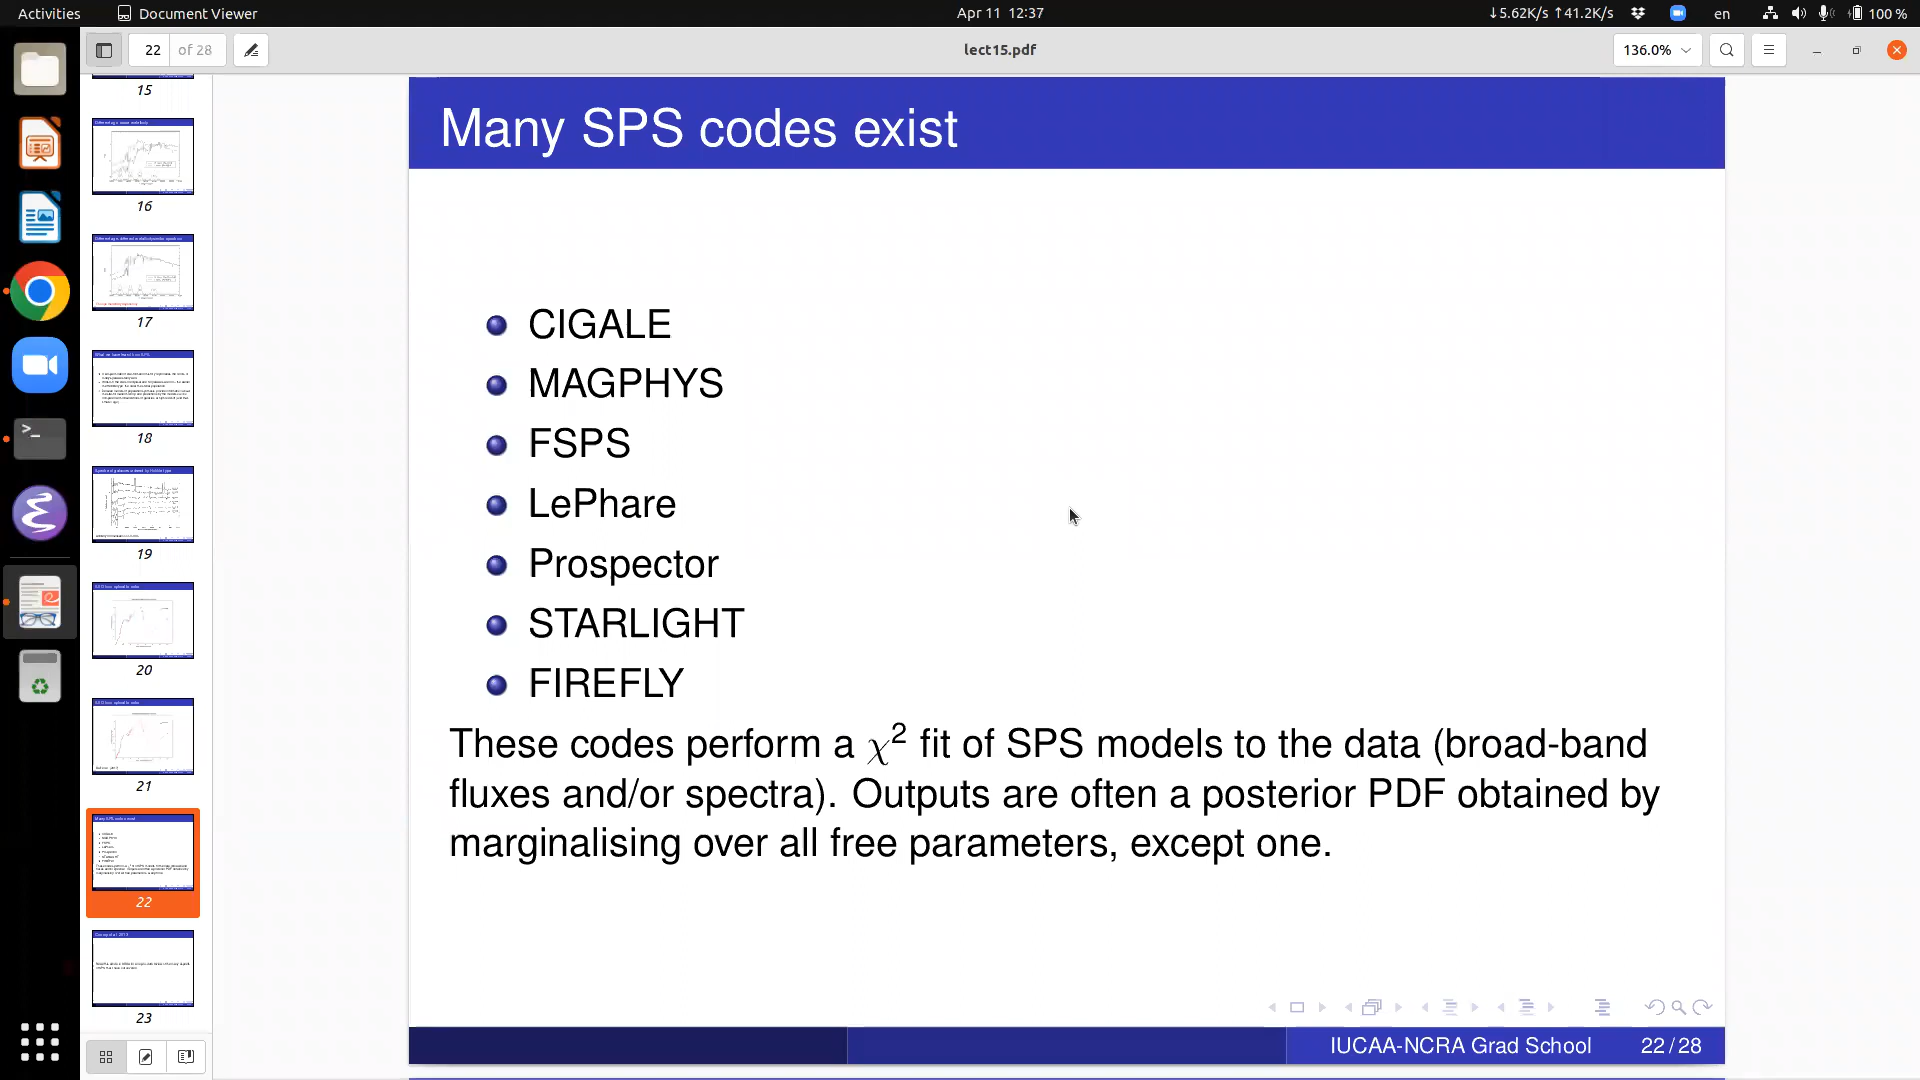 Activities
Document Viewer
Apr 11 12:37
↓5.62K/s ↑41.2K/s
en
100 %
22 of 28
lect15.pdf
136.0%
15
16
17
18
19
20
21
22
23
Many SPS codes exist
CIGALE
MAGPHYS
FSPS
LePhare
Prospector
STARLIGHT
FIREFLY
These codes perform a χ² fit of SPS models to the data (broad-band
fluxes and/or spectra). Outputs are often a posterior PDF obtained by
marginalising over all free parameters, except one.
IUCAA-NCRA Grad School 22 / 28